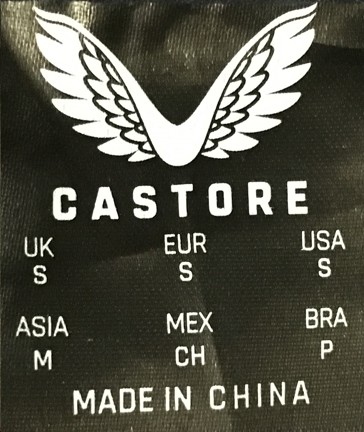 CASTORE
UK EUR USA
S S S
ASIA MEX BRA
M CH P
MADE IN CHINA